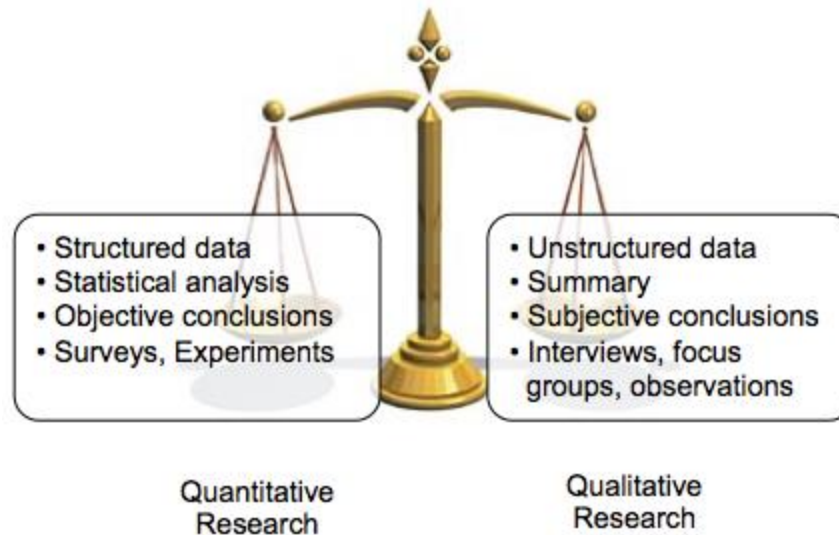 • Structured data
• Statistical analysis
• Objective conclusions
• Surveys, Experiments
• Unstructured data
• Summary
• Subjective conclusions
• Interviews, focus
groups, observations
Quantitative
Research
Qualitative
Research